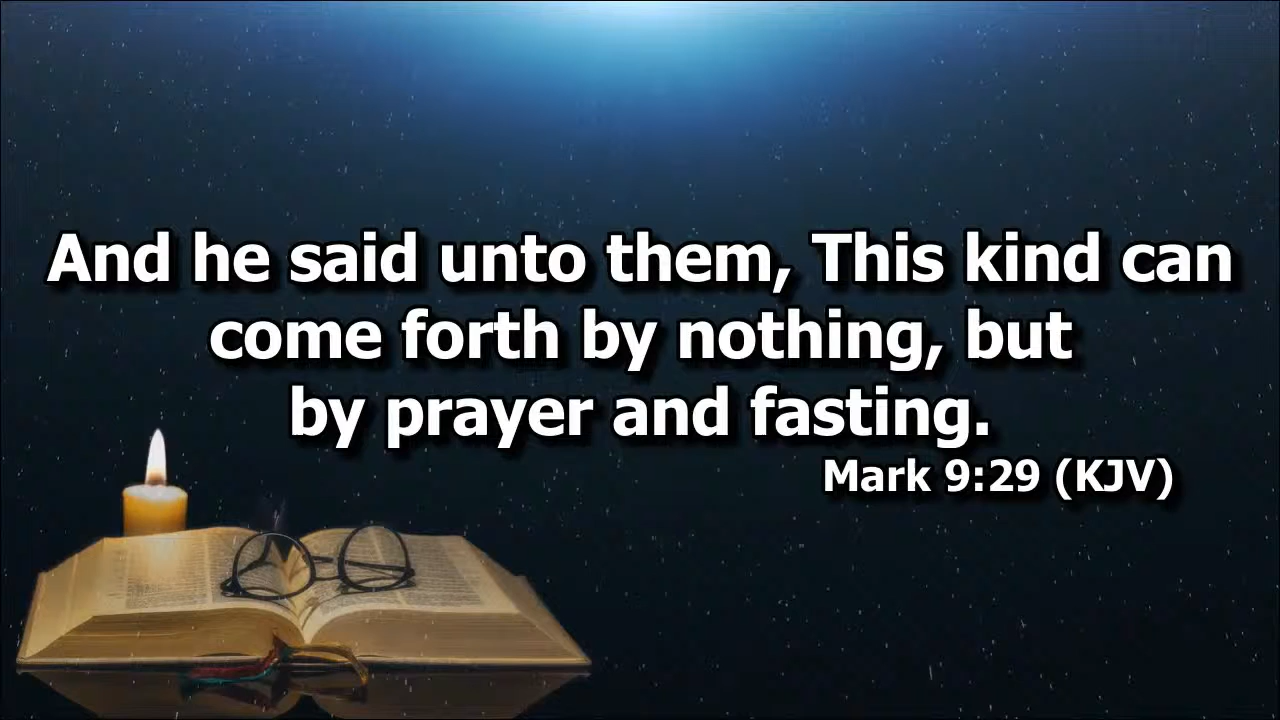 And he said unto them, This kind can
come forth by nothing, but
by prayer and fasting.
Mark 9:29 (KJV)